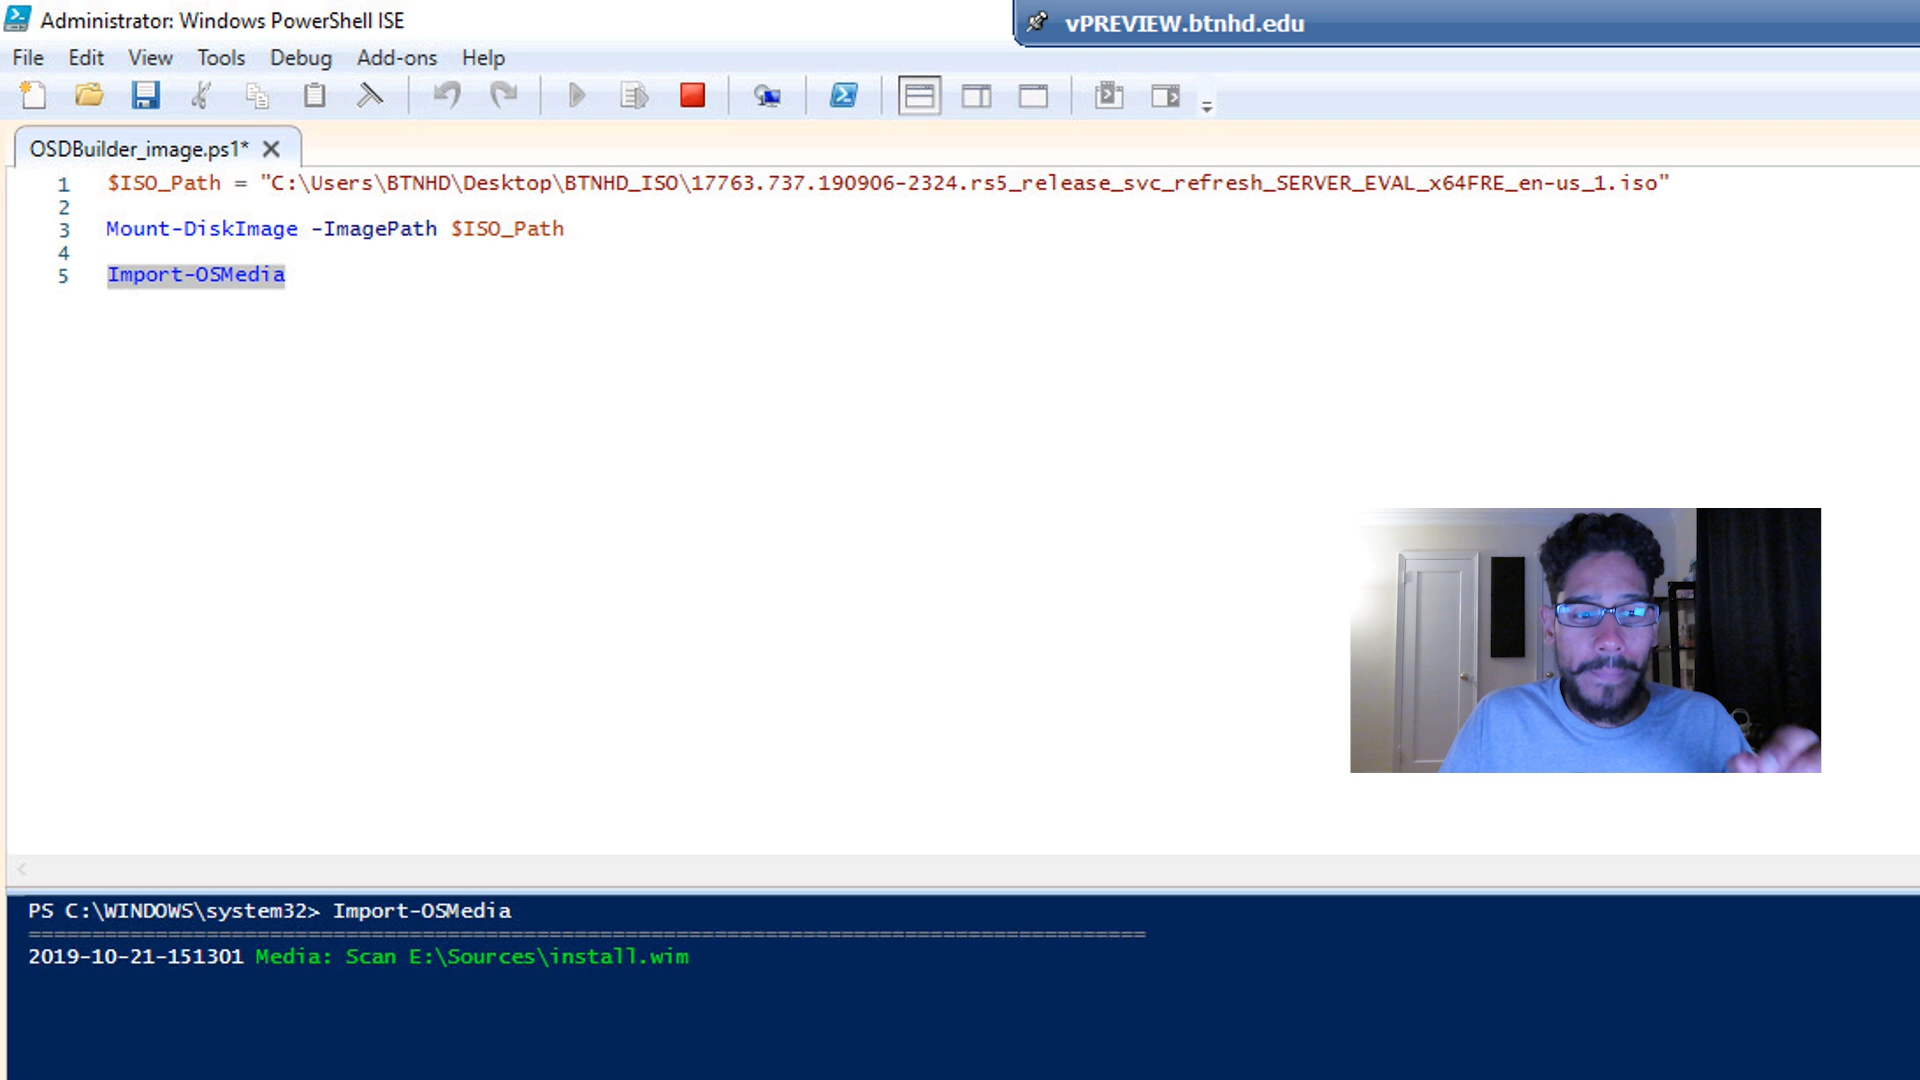 Administrator: Windows PowerShell ISE
vPREVIEW.btnhd.edu
File Edit View Tools Debug Add-ons Help
OSDBuilder_image.ps1*
1 $ISO_Path = "C:\Users\BTNHD\Desktop\BTNHD_ISO\17763.737.190906-2324.rs5_release_svc_refresh_SERVER_EVAL_x64FRE_en-us_1.iso"
2
3 Mount-DiskImage -ImagePath $ISO_Path
4
5 Import-OSMedia
PS C:\WINDOWS\system32> Import-OSMedia
========================================================================================
2019-10-21-151301 Media: Scan E:\Sources\install.wim